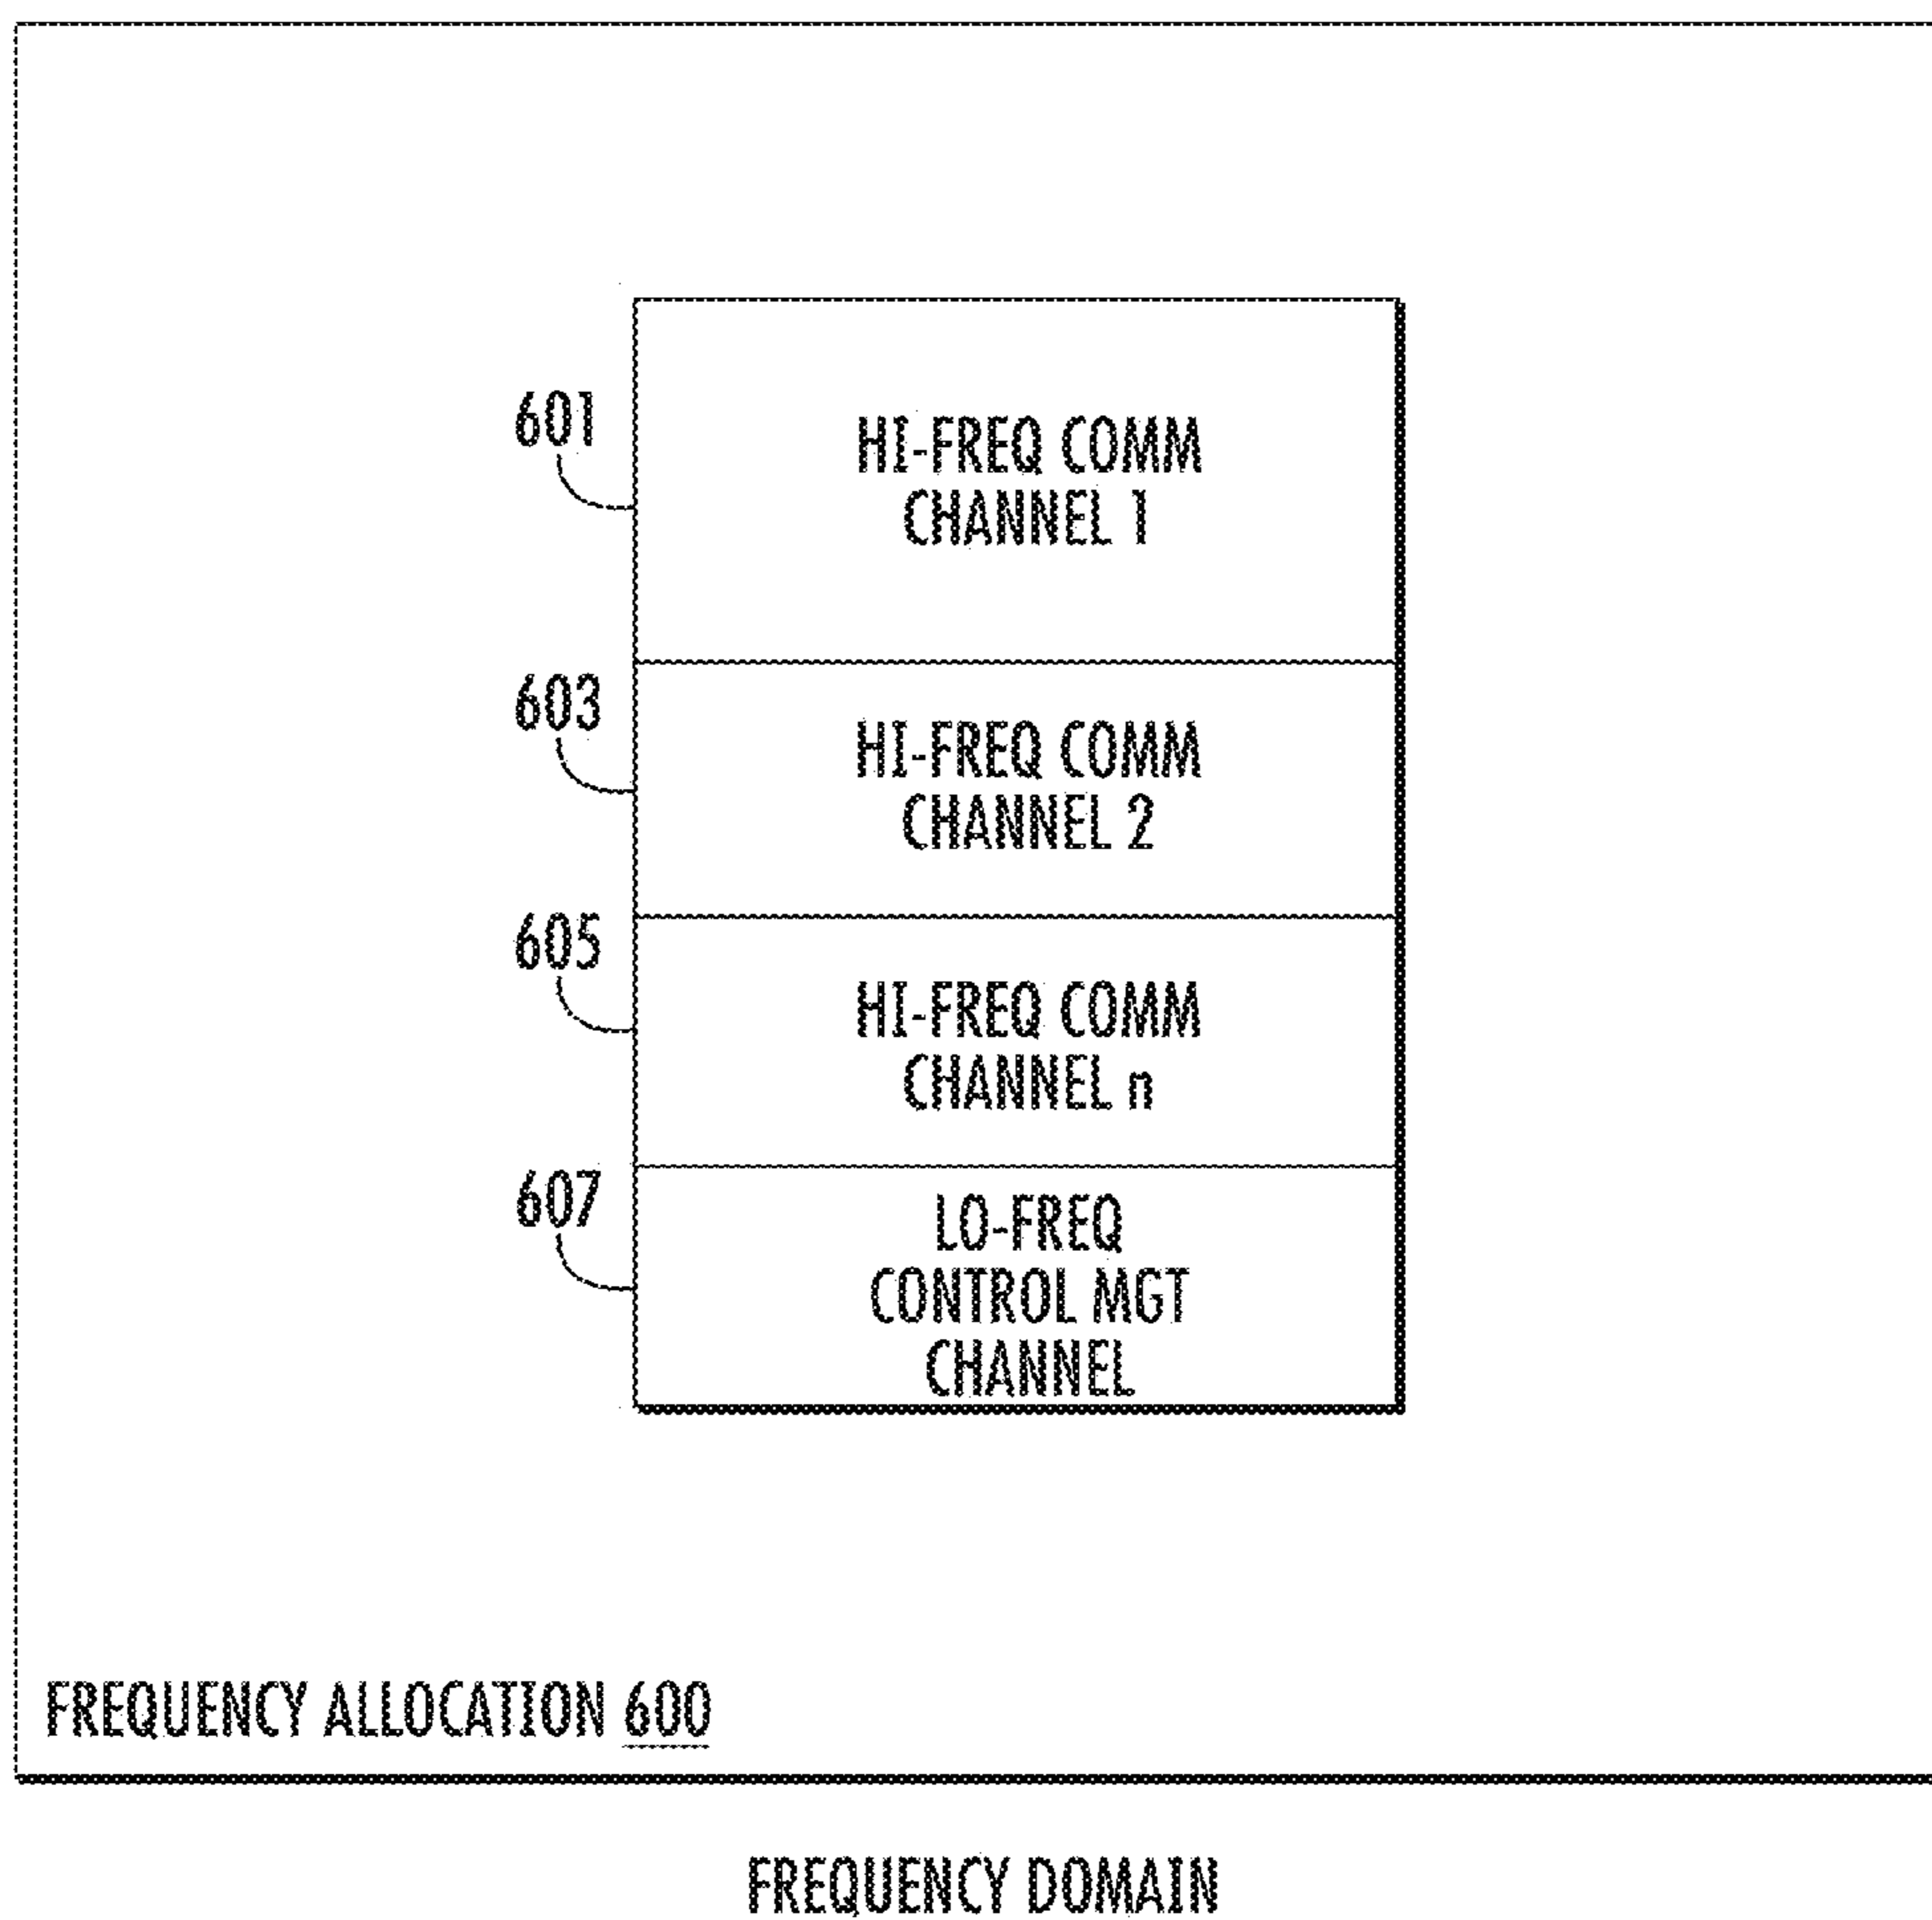 601
HI-FREQ COMM
CHANNEL 1
603
HI-FREQ COMM
CHANNEL 2
605
HI-FREQ COMM
CHANNEL n
607
LO-FREQ
CONTROL MGT
CHANNEL
FREQUENCY ALLOCATION 600
FREQUENCY DOMAIN